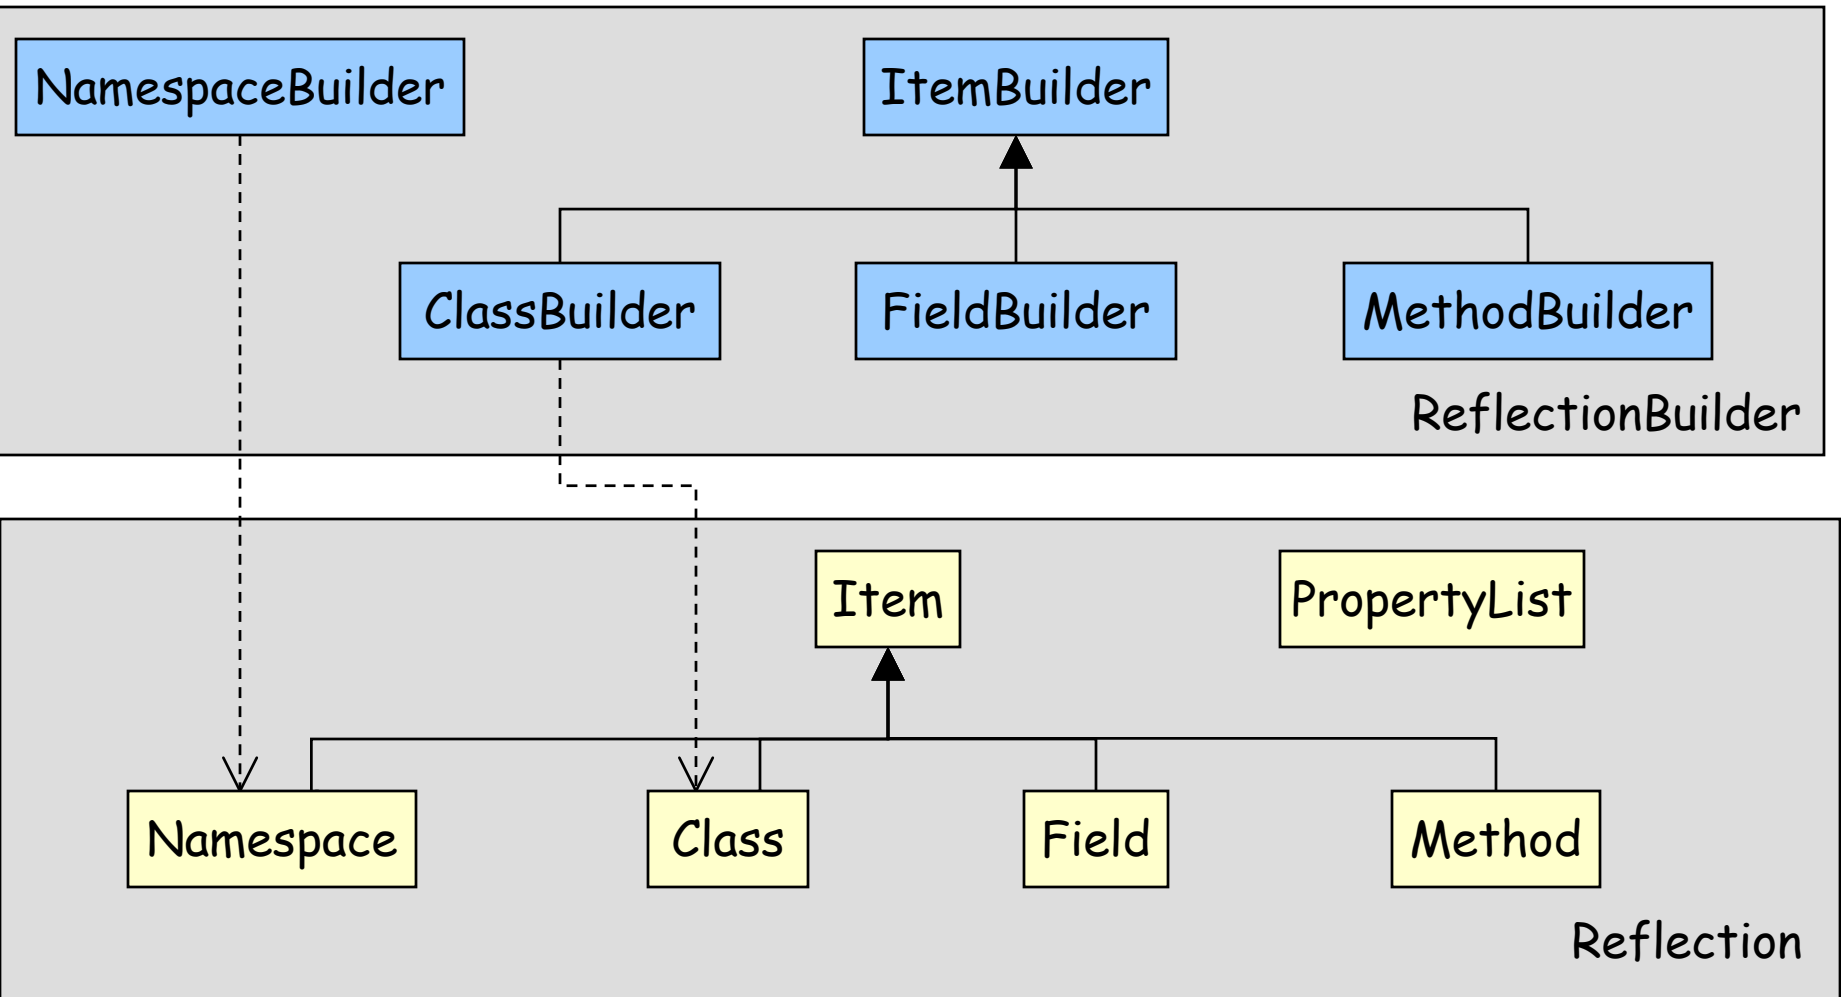 NamespaceBuilder
ItemBuilder
ClassBuilder
FieldBuilder
MethodBuilder
ReflectionBuilder
Item
PropertyList
Namespace
Class
Field
Method
Reflection